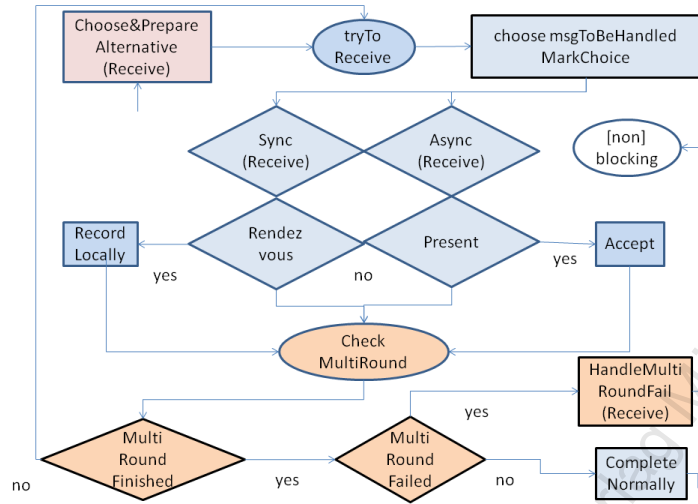 Choose&Prepare
Alternative
(Receive)
tryTo
Receive
choose msgToBeHandled
MarkChoice
Sync
(Receive)
Async
(Receive)
[non]
blocking
Record
Locally
Rendez
vous
Present
Accept
yes
no
yes
Check
MultiRound
HandleMulti
RoundFail
(Receive)
yes
Multi
Round
Finished
Multi
Round
Failed
Complete
Normally
no
yes
no